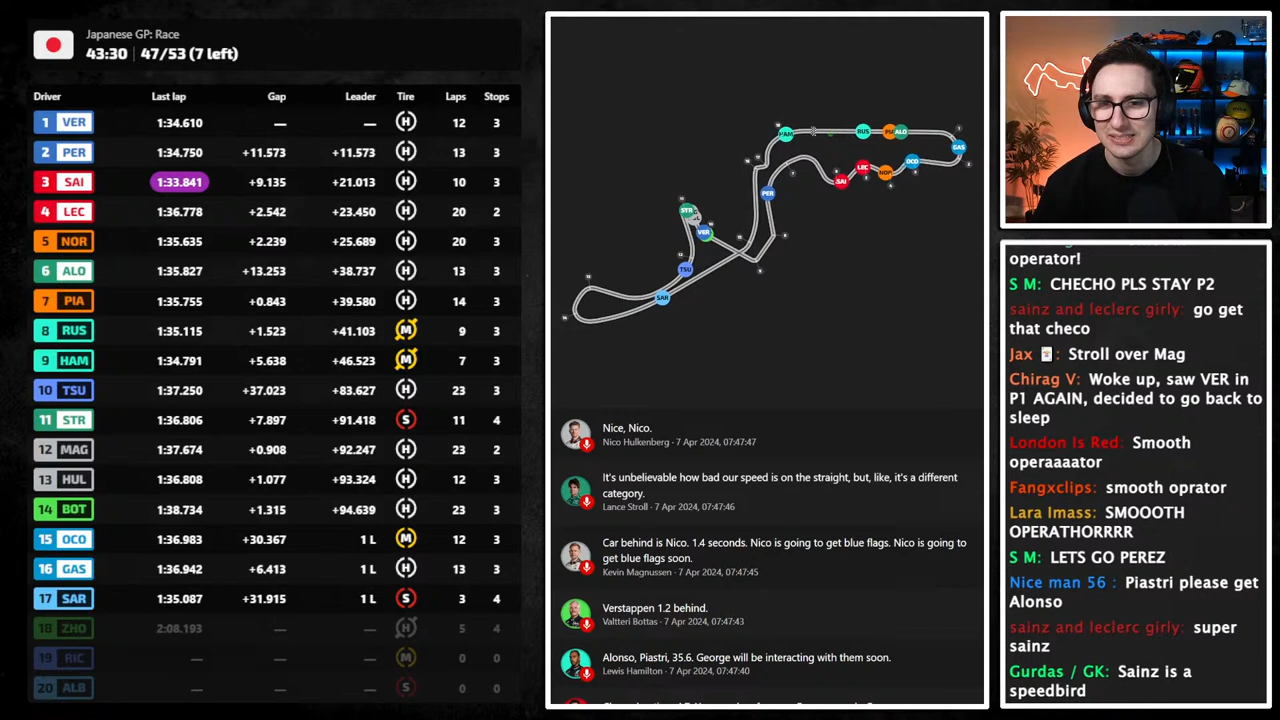 Japanese GP: Race
43:30 47/53 (7 left)
Driver Last lap Gap Leader Tire Laps Stops
1 VER 1:34.610 — — H 12 3
2 PER 1:34.750 +11.573 +11.573 H 13 3
3 SAI 1:33.841 +9.135 +21.013 H 10 3
4 LEC 1:36.778 +2.542 +23.450 H 20 2
5 NOR 1:35.635 +2.239 +25.689 H 20 3
6 ALO 1:35.827 +13.253 +38.737 H 13 3
7 PIA 1:35.755 +0.843 +39.580 H 14 3
8 RUS 1:35.115 +1.523 +41.103 M 9 3
9 HAM 1:34.791 +5.638 +46.523 M 7 3
10 TSU 1:37.250 +37.023 +83.627 H 23 3
11 STR 1:36.806 +7.897 +91.418 S 11 4
12 MAG 1:37.674 +0.908 +92.247 H 23 2
13 HUL 1:36.808 +1.077 +93.324 H 12 3
14 BOT 1:38.734 +1.315 +94.639 H 23 3
15 OCO 1:36.983 +30.367 1 L M 12 3
16 GAS 1:36.942 +6.413 1 L H 13 3
17 SAR 1:35.087 +31.915 1 L S 3 4
18 ZHO 2:08.193 — — H 5 2
19 RIC — — — M 0 0
20 ALB — — — S 0 0
HAM RUS ALO GAS
OCO
NOR LEC SAI
PER
STR
VER
TSU
SAR
Nice, Nico.
Nico Hulkenberg - 7 Apr 2024, 07:47:47
It's unbelievable how bad our speed is on the straight, but, like, it's a different
category.
Lance Stroll - 7 Apr 2024, 07:47:46
Car behind is Nico. 1.4 seconds. Nico is going to get blue flags. Nico is going to
get blue flags soon.
Kevin Magnussen - 7 Apr 2024, 07:47:45
Verstappen 1.2 behind.
Valtteri Bottas - 7 Apr 2024, 07:47:43
Alonso, Piastri, 35.6. George will be interacting with them soon.
Lewis Hamilton - 7 Apr 2024, 07:47:40
operator!
S M: CHECHO PLS STAY P2
sainz and leclerc girly: go get
that checo
Jax 🃏: Stroll over Mag
Chirag V: Woke up, saw VER in
P1 AGAIN, decided to go back to
sleep
London Is Red: Smooth
operaaaator
Fangxclips: smooth oprator
Lara Imass: SMOOOTH
OPERATHORRRR
S M: LETS GO PEREZ
Nice man 56 : Piastri please get
Alonso
sainz and leclerc girly: super
sainz
Gurdas / GK: Sainz is a
speedbird